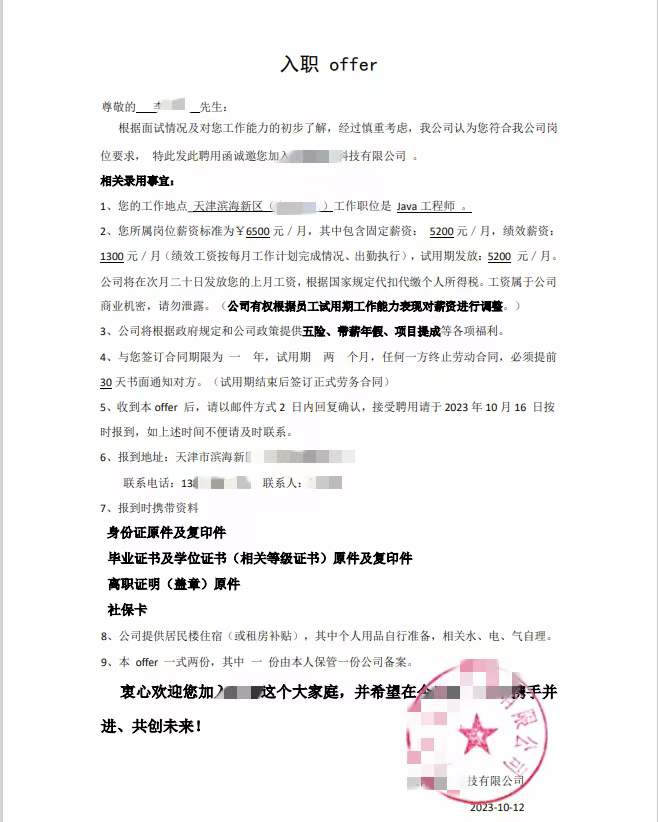 入职 offer
尊敬的 李 先生：
根据面试情况及对您工作能力的初步了解，经过慎重考虑，我公司认为您符合我公司岗
位要求， 特此发此聘用函诚邀您加入 科技有限公司 。
相关录用事宜：
1、您的工作地点 天津滨海新区（ ）工作职位是 Java 工程师 。
2、您所属岗位薪资标准为￥6500 元／月，其中包含固定薪资： 5200 元／月，绩效薪资：
1300 元／月（绩效工资按每月工作计划完成情况、出勤执行），试用期发放：5200 元／月。
公司将在次月二十日发放您的上月工资，根据国家规定代扣代缴个人所得税。工资属于公司
商业机密，请勿泄露。（公司有权根据员工试用期工作能力表现对薪资进行调整。）
3、公司将根据政府规定和公司政策提供五险、带薪年假、项目提成等各项福利。
4、与您签订合同期限为 一 年，试用期 两 个月，任何一方终止劳动合同，必须提前
30 天书面通知对方。（试用期结束后签订正式劳务合同）
5、收到本 offer 后，请以邮件方式 2 日内回复确认，接受聘用请于 2023 年 10 月 16 日按
时报到，如上述时间不便请及时联系。
6、报到地址：天津市滨海新
联系电话：13 联系人：
7、报到时携带资料
身份证原件及复印件
毕业证书及学位证书（相关等级证书）原件及复印件
离职证明（盖章）原件
社保卡
8、公司提供居民楼住宿（或租房补贴），其中个人用品自行准备，相关水、电、气自理。
9、本 offer 一式两份，其中 一 份由本人保管一份公司备案。
衷心欢迎您加入 这个大家庭，并希望在今 携手并
进、共创未来！
有限公司
技有限公司
2023-10-12